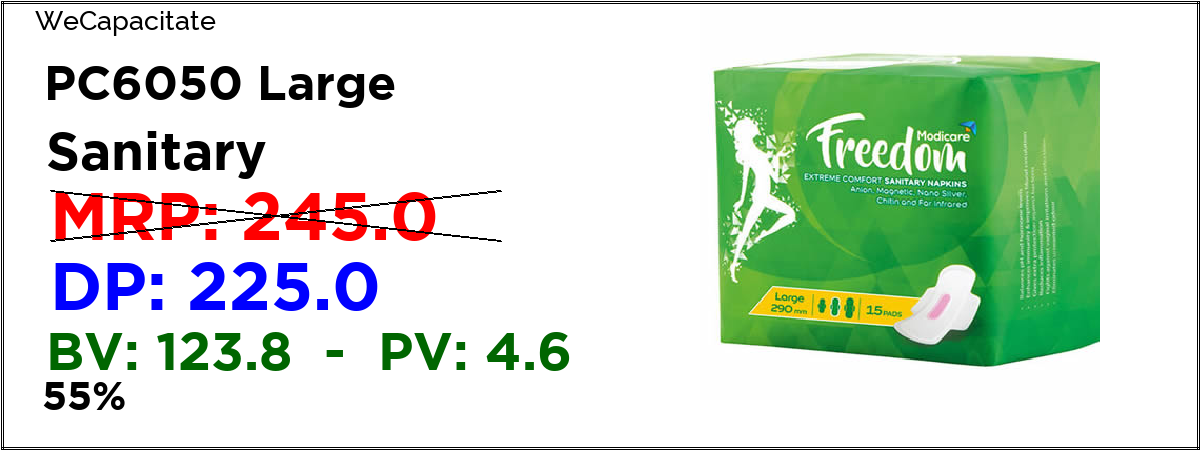 WeCapacitate
PC6050 Large
Sanitary
MRP: 245.0
DP: 225.0
BV: 123.8 - PV: 4.6
55%
Modicare
Freedom
EXTREME COMFORT SANITARY NAPKINS
Anion, Magnetic, Nano Silver,
Chitin and Far Infrared
Large
290 mm
15 PADS